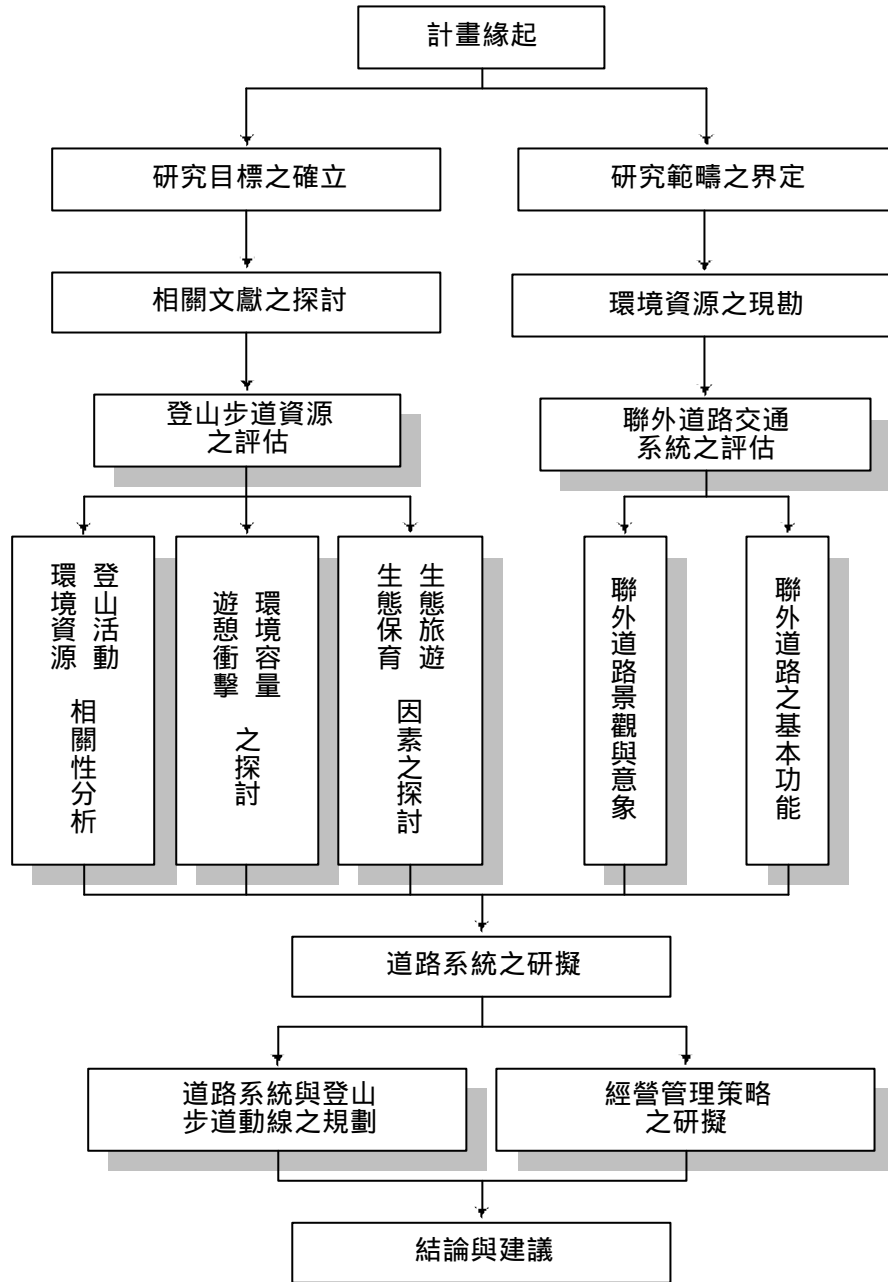 計畫緣起
研究目標之確立
研究範疇之界定
相關文獻之探討
環境資源之現勘
登山步道資源
之評估
聯外道路交通
系統之評估
登山活動
環境資源
相關性分析
環境容量
遊憩衝擊
之探討
生態旅遊
生態保育
因素之探討
聯外道路景觀與意象
聯外道路之基本功能
道路系統之研擬
道路系統與登山
步道動線之規劃
經營管理策略
之研擬
結論與建議